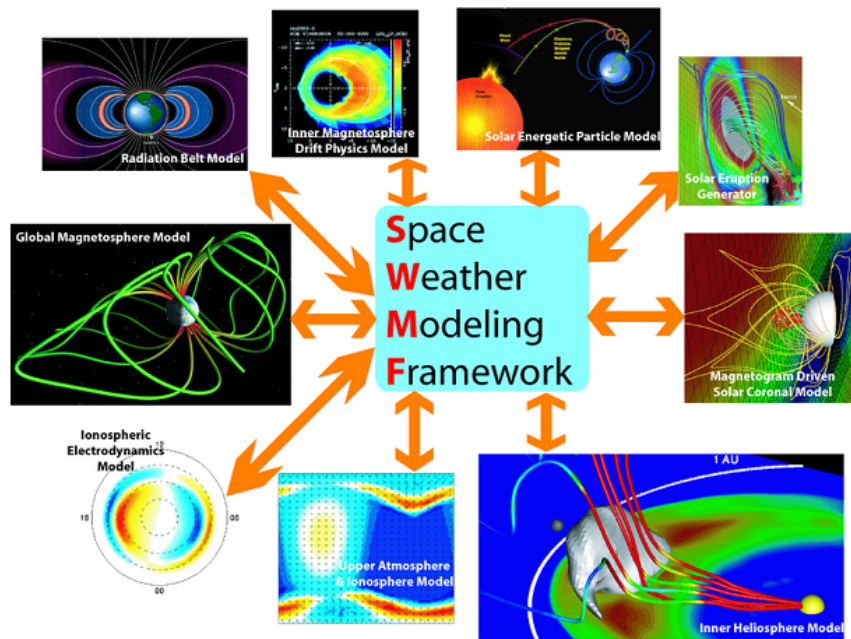 Radiation Belt Model
Inner Magnetosphere
Drift Physics Model
Solar Energetic Particle Model
Solar Eruption
Generator
Global Magnetosphere Model
Space
Weather
Modeling
Framework
Magnetogram Driven
Solar Coronal Model
Ionospheric
Electrodynamics
Model
12
18
06
00
Upper Atmosphere
& Ionosphere Model
1 AU
Inner Heliosphere Model